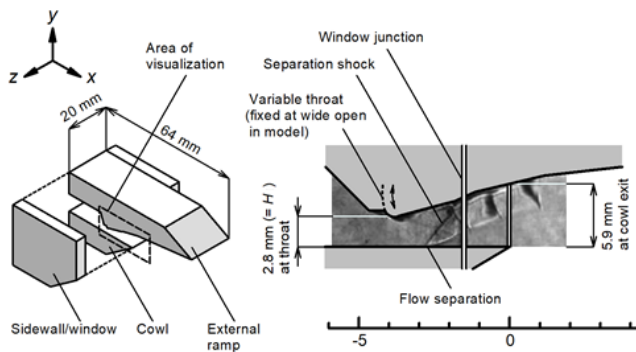 y
z
x
Area of
visualization
20 mm
64 mm
Sidewall/window
Cowl
External
ramp
Window junction
Separation shock
Variable throat
(fixed at wide open
in model)
2.8 mm (= H)
at throat
5.9 mm
at cowl exit
Flow separation
-5
0